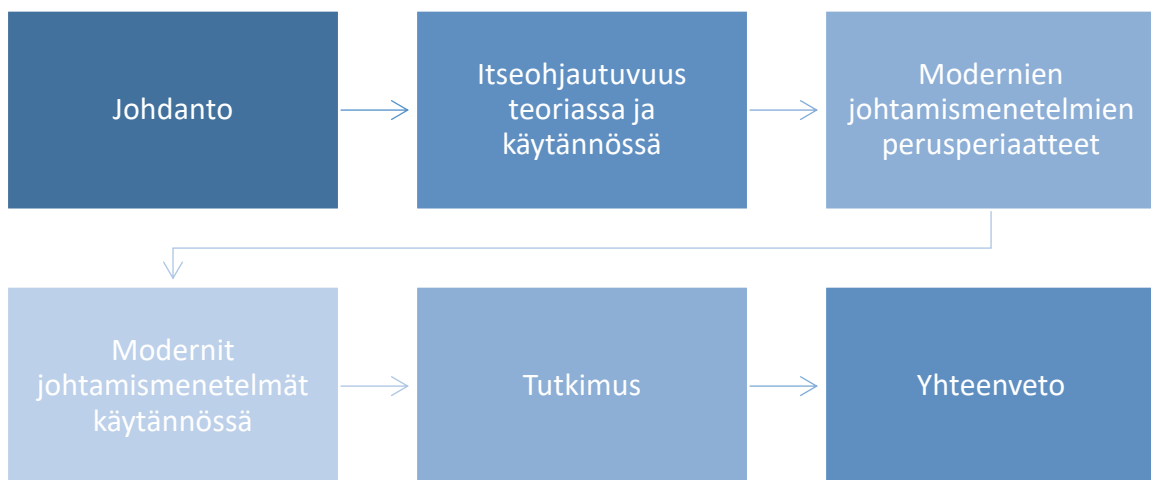 Johdanto
Itseohjautuvuus
teoriassa ja
käytännössä
Modernien
johtamismenetelmien
perusperiaatteet
Modernit
johtamismenetelmät
käytännössä
Tutkimus
Yhteenveto